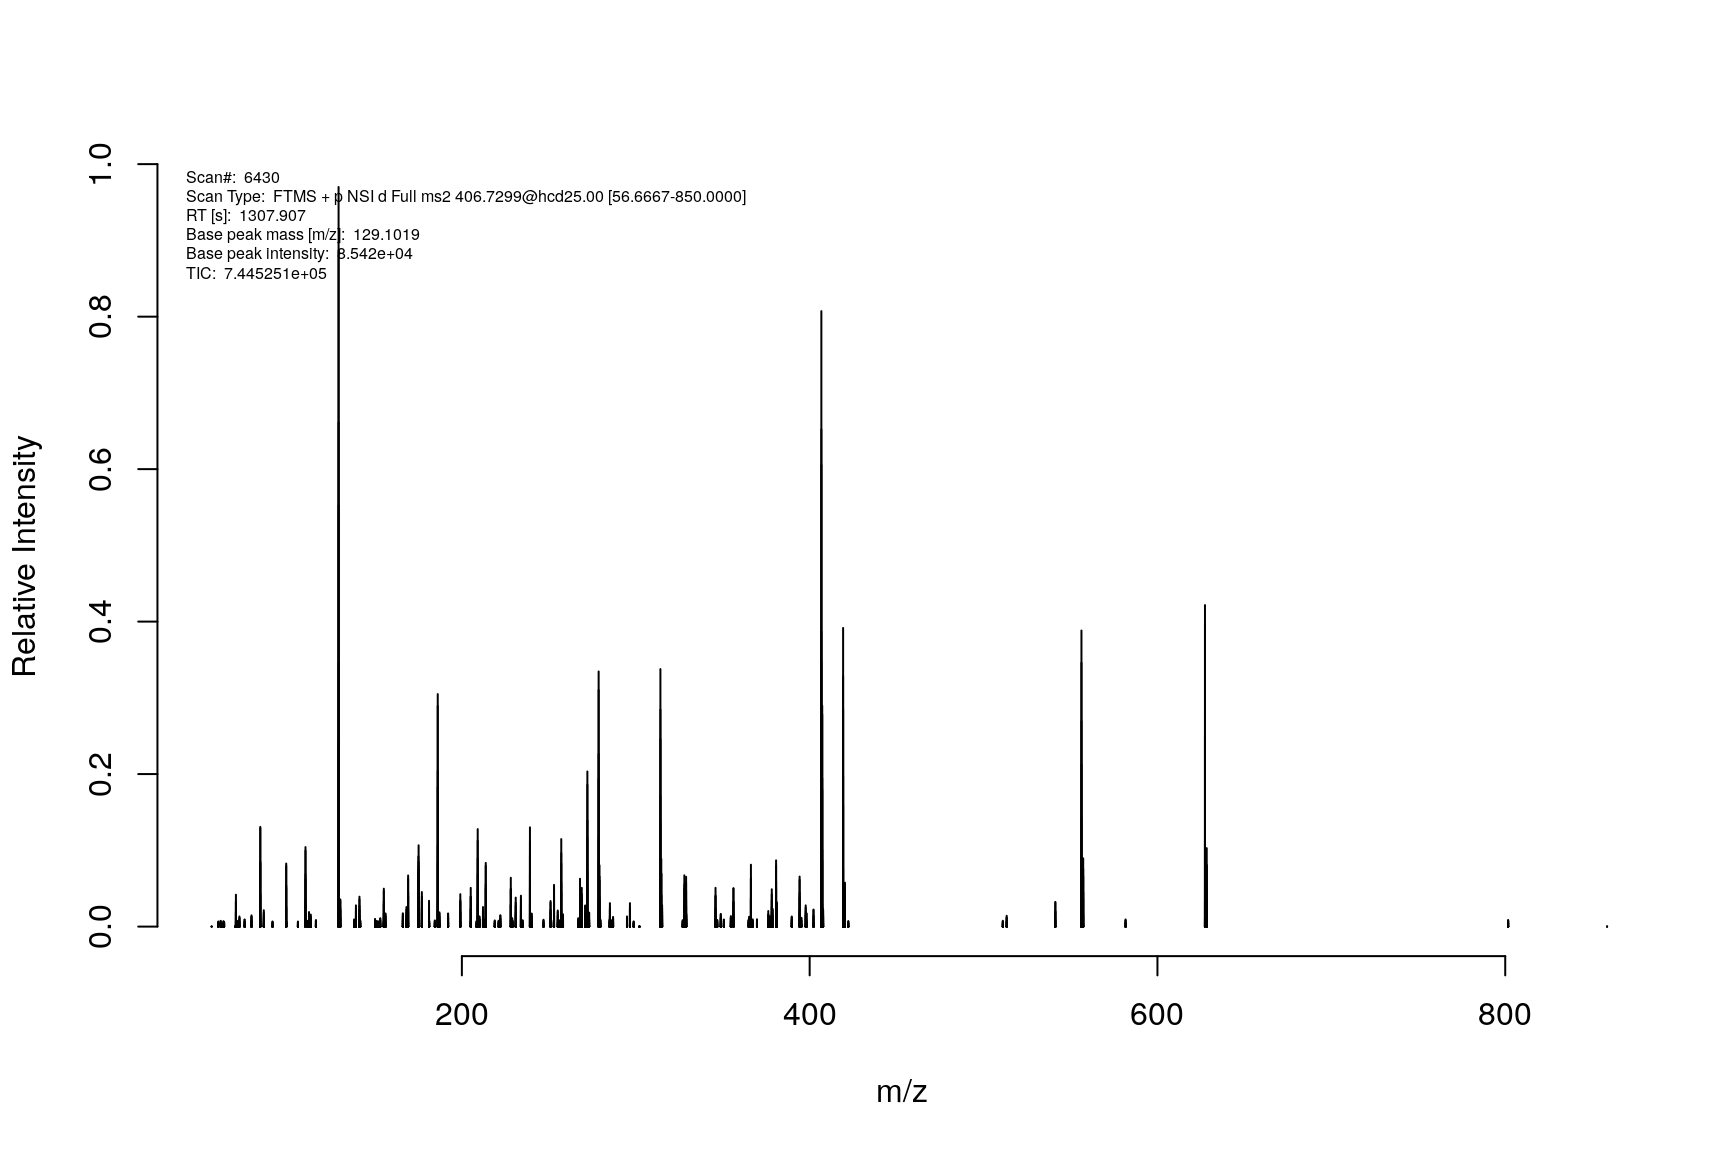 Scan#: 6430
Scan Type: FTMS + p NSI d Full ms2 406.7299@hcd25.00 [56.6667-850.0000]
RT [s]: 1307.907
Base peak mass [m/z]: 129.1019
Base peak intensity: 8.542e+04
TIC: 7.445251e+05
1.0
0.8
0.6
0.4
0.2
0.0
Relative Intensity
200 400 600 800
m/z